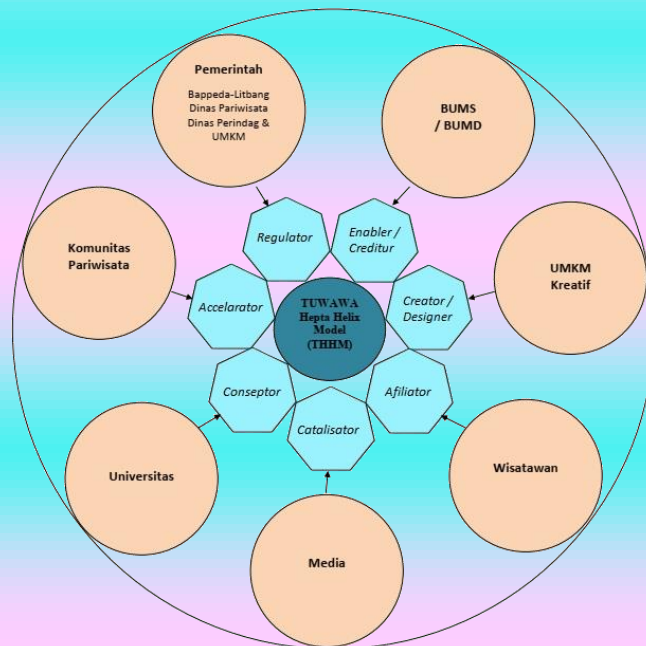 Pemerintah
Bappeda-Litbang
Dinas Pariwisata
Dinas Perindag &
UMKM
BUMS
/ BUMD
Komunitas
Pariwisata
Regulator
Enabler /
Creditur
UMKM
Kreatif
Accelarator
TUWAWA
Hepta Helix
Model
(THHM)
Creator /
Designer
Conseptor
Afiliator
Catalisator
Universitas
Wisatawan
Media